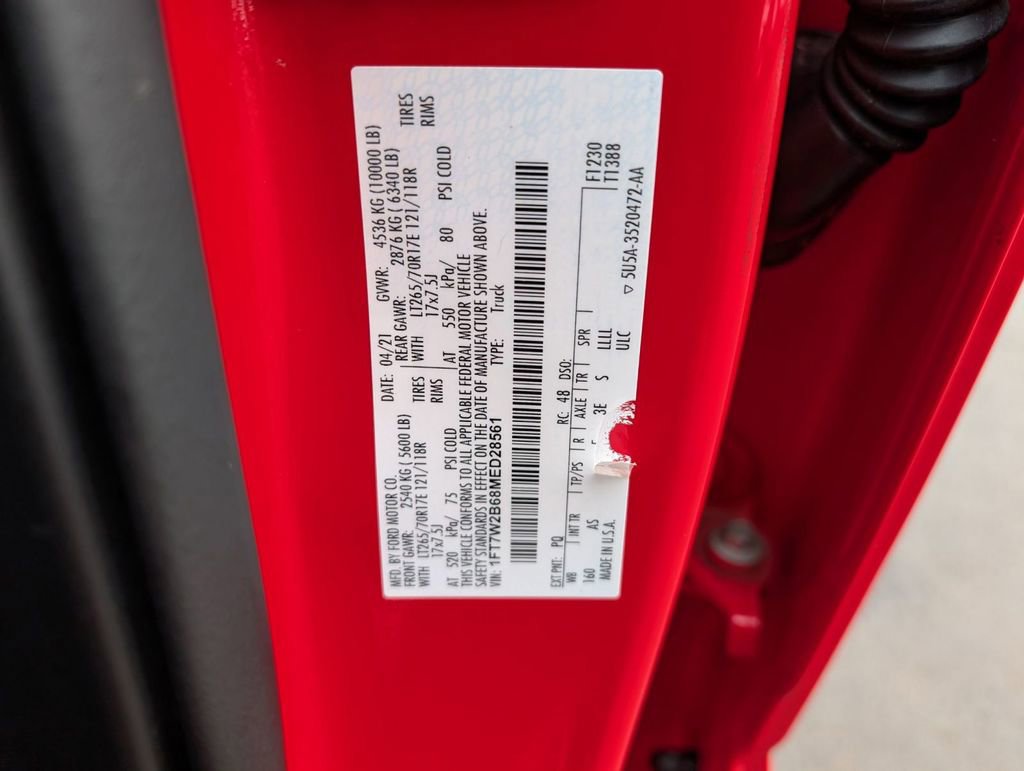 MFD. BY FORD MOTOR CO.
DATE: 04/21 GVWR: 4536 KG (10000 LB)
FRONT GAWR: 2540 KG ( 5600 LB) REAR GAWR: 2876 KG ( 6340 LB)
WITH LT265/70R17E 121/118R TIRES WITH LT265/70R17E 121/118R TIRES
17x7.5J RIMS 17x7.5J RIMS
AT 520 kPa/ 75 PSI COLD AT 550 kPa/ 80 PSI COLD
THIS VEHICLE CONFORMS TO ALL APPLICABLE FEDERAL MOTOR VEHICLE
SAFETY STANDARDS IN EFFECT ON THE DATE OF MANUFACTURE SHOWN ABOVE.
VIN: 1FT7W2B68MED28561 TYPE: Truck
EXT PNT: PQ RC: 48 DSO: F1230
WB INT TR TP/PS R AXLE TR SPR T1388
160 AS 3E S LLLL
MADE IN U.S.A. ULC ▽ 5U5A-3520472-AA